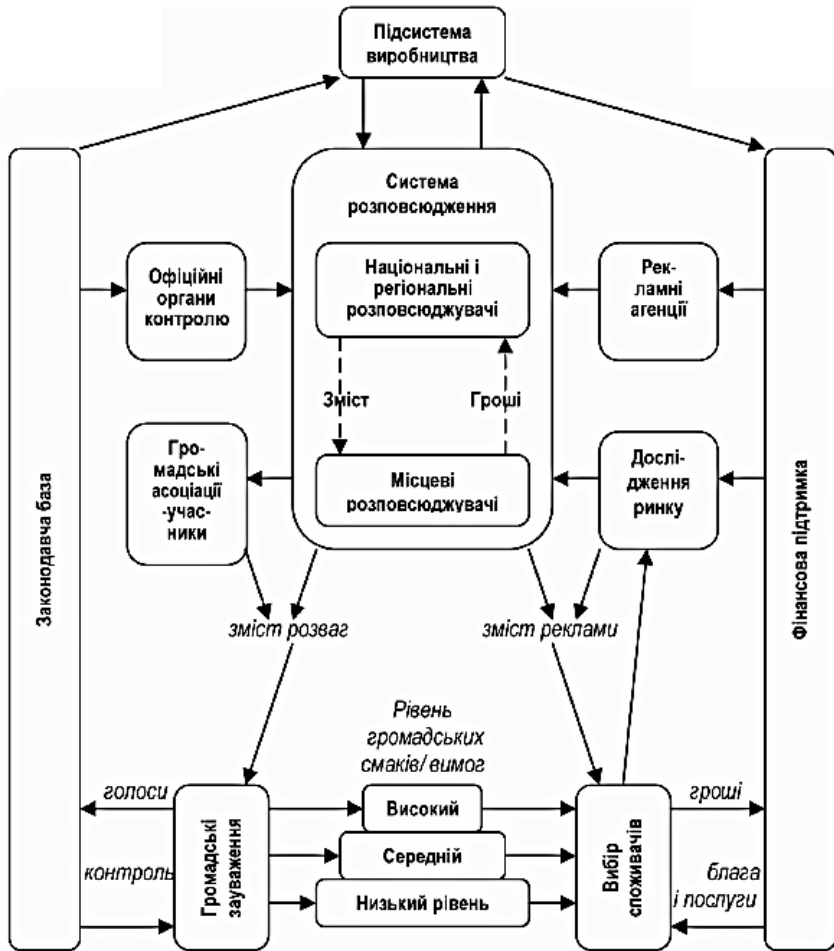 Підсистема
виробництва
Система
розповсюдження
Офіційні
органи
контролю
Національні і
регіональні
розповсюджувачі
Рек-
ламні
агенції
Зміст
Гроші
Гро-
мадські
асоціації
-учас-
ники
Місцеві
розповсюджувачі
Дослі-
дження
ринку
Законодавча база
Фінансова підтримка
зміст розваг
зміст реклами
Рівень
громадських
смаків/ вимог
голоси
Громадські
зауваження
Високий
Середній
Низький рівень
Вибір
споживачів
гроші
контроль
блага
і послуги